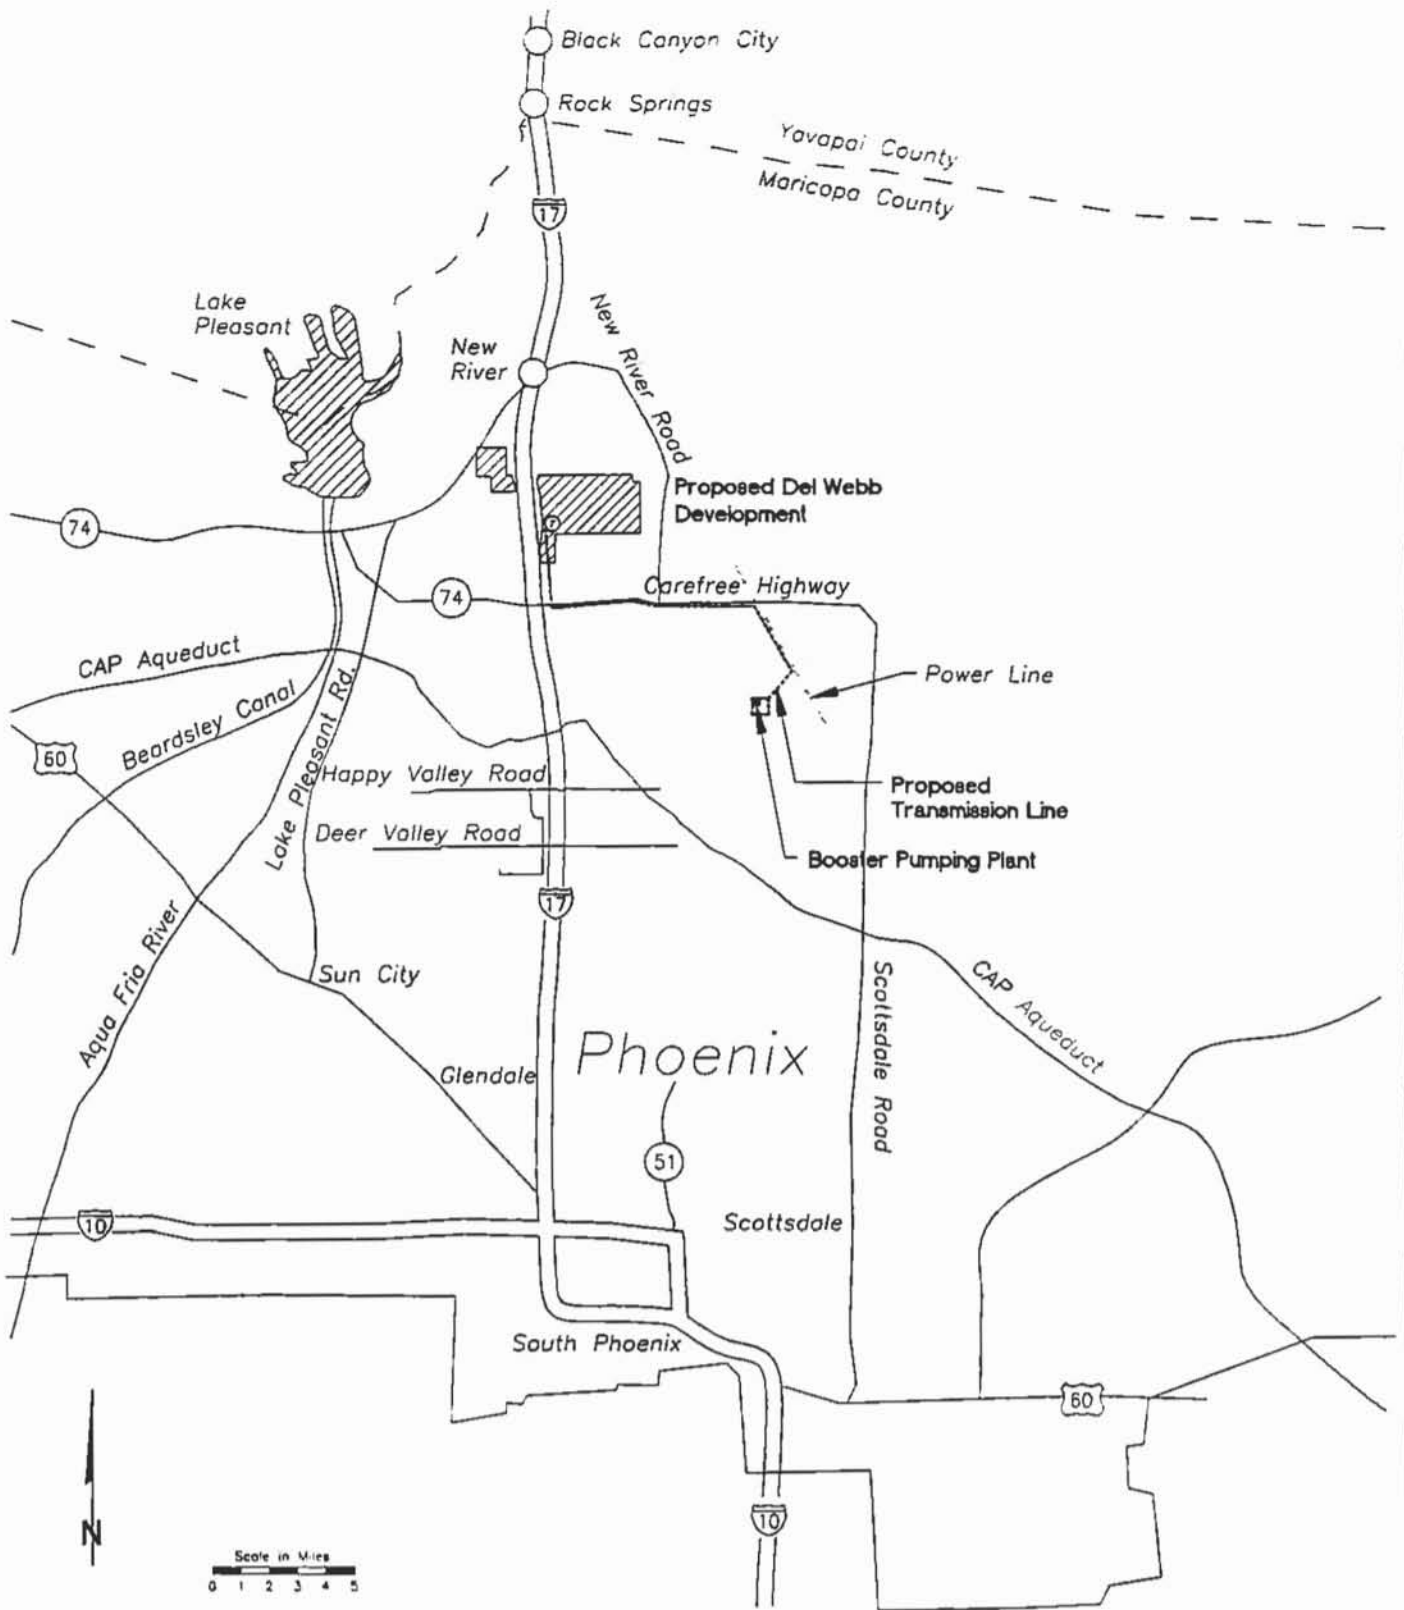 Black Canyon City
Rock Springs
Yavapai County
Maricopa County
17
Lake
Pleasant
New River Road
New
River
Proposed Del Webb
Development
74
74
Carefree Highway
CAP Aqueduct
Power Line
Beardsley Canal
Lake Pleasant Rd.
60
Happy Valley Road
Proposed
Transmission Line
Deer Valley Road
Booster Pumping Plant
17
Aqua Fria River
Sun City
Scottsdale Road
CAP Aqueduct
Phoenix
Glendale
51
10
Scottsdale
South Phoenix
60
N
10
Scale in Miles
0 1 2 3 4 5